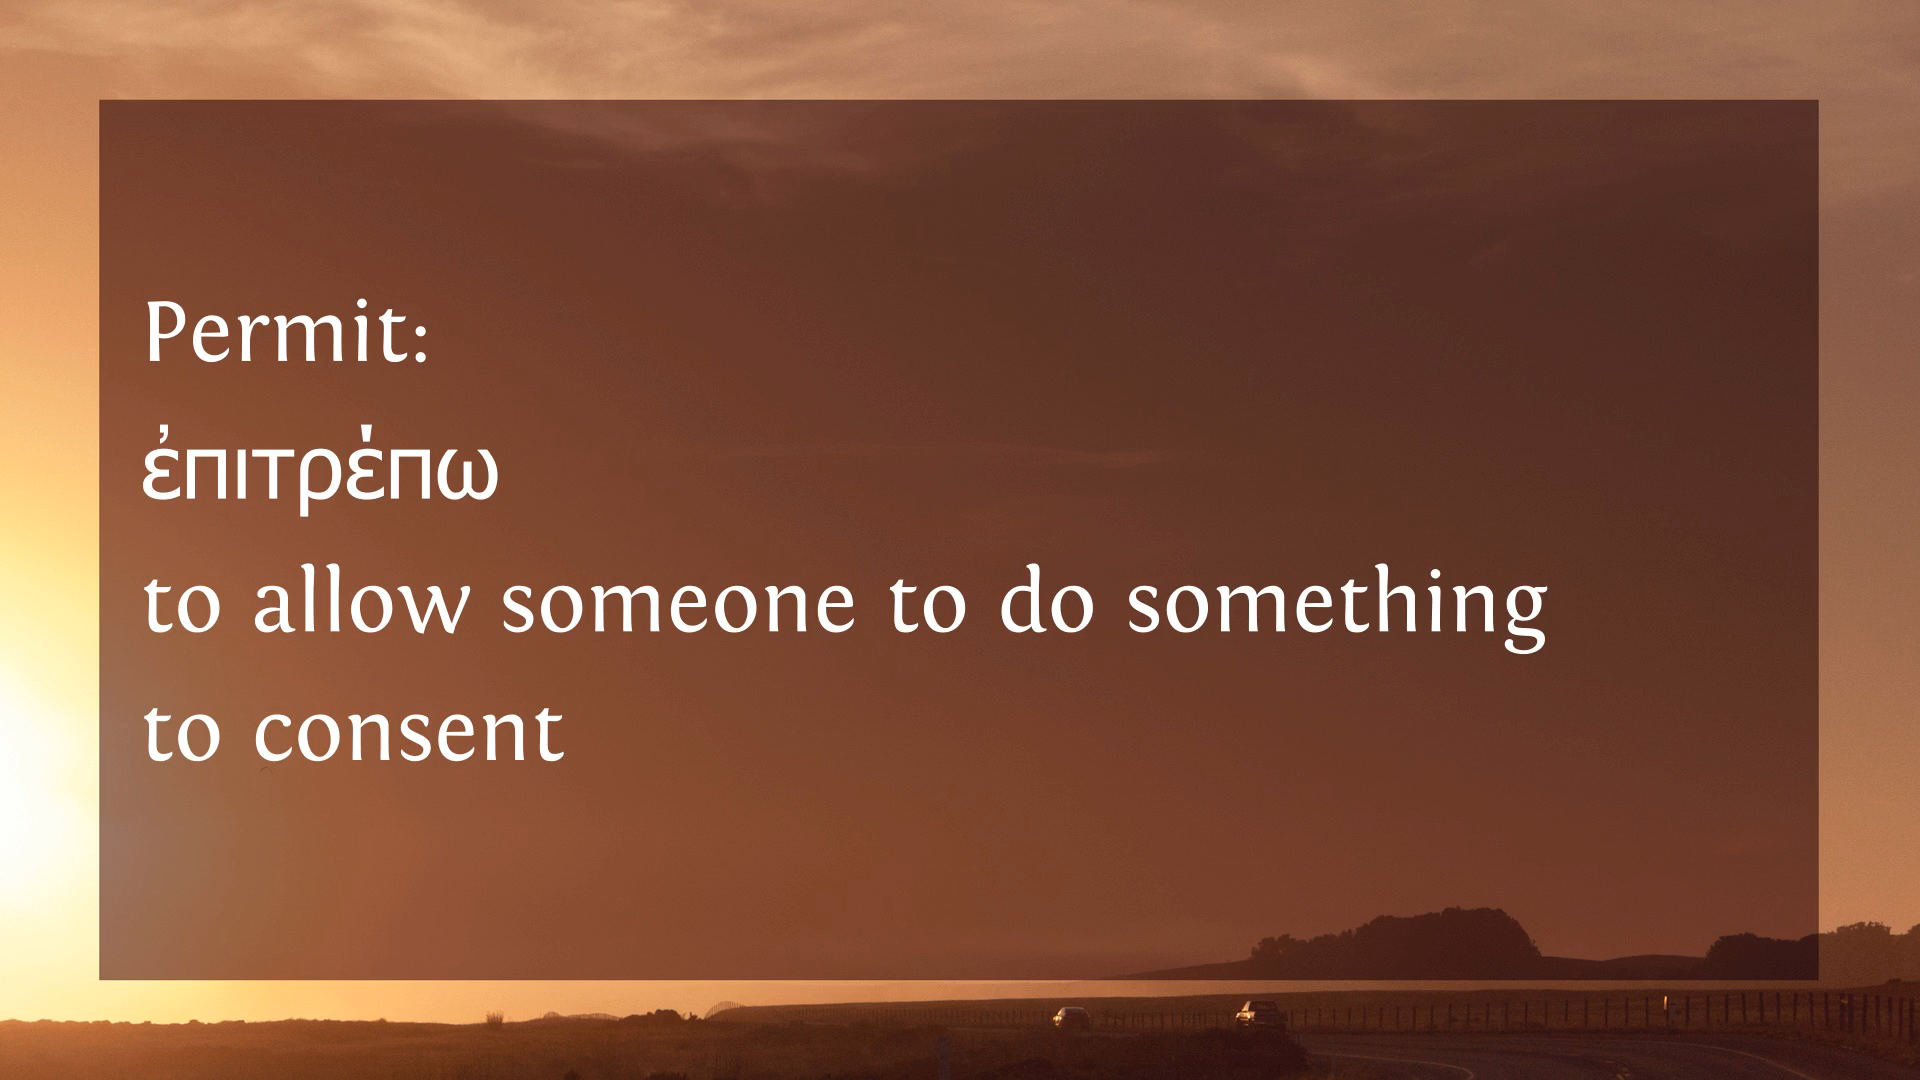 Permit:
ἐπιτρέπω
to allow someone to do something
to consent